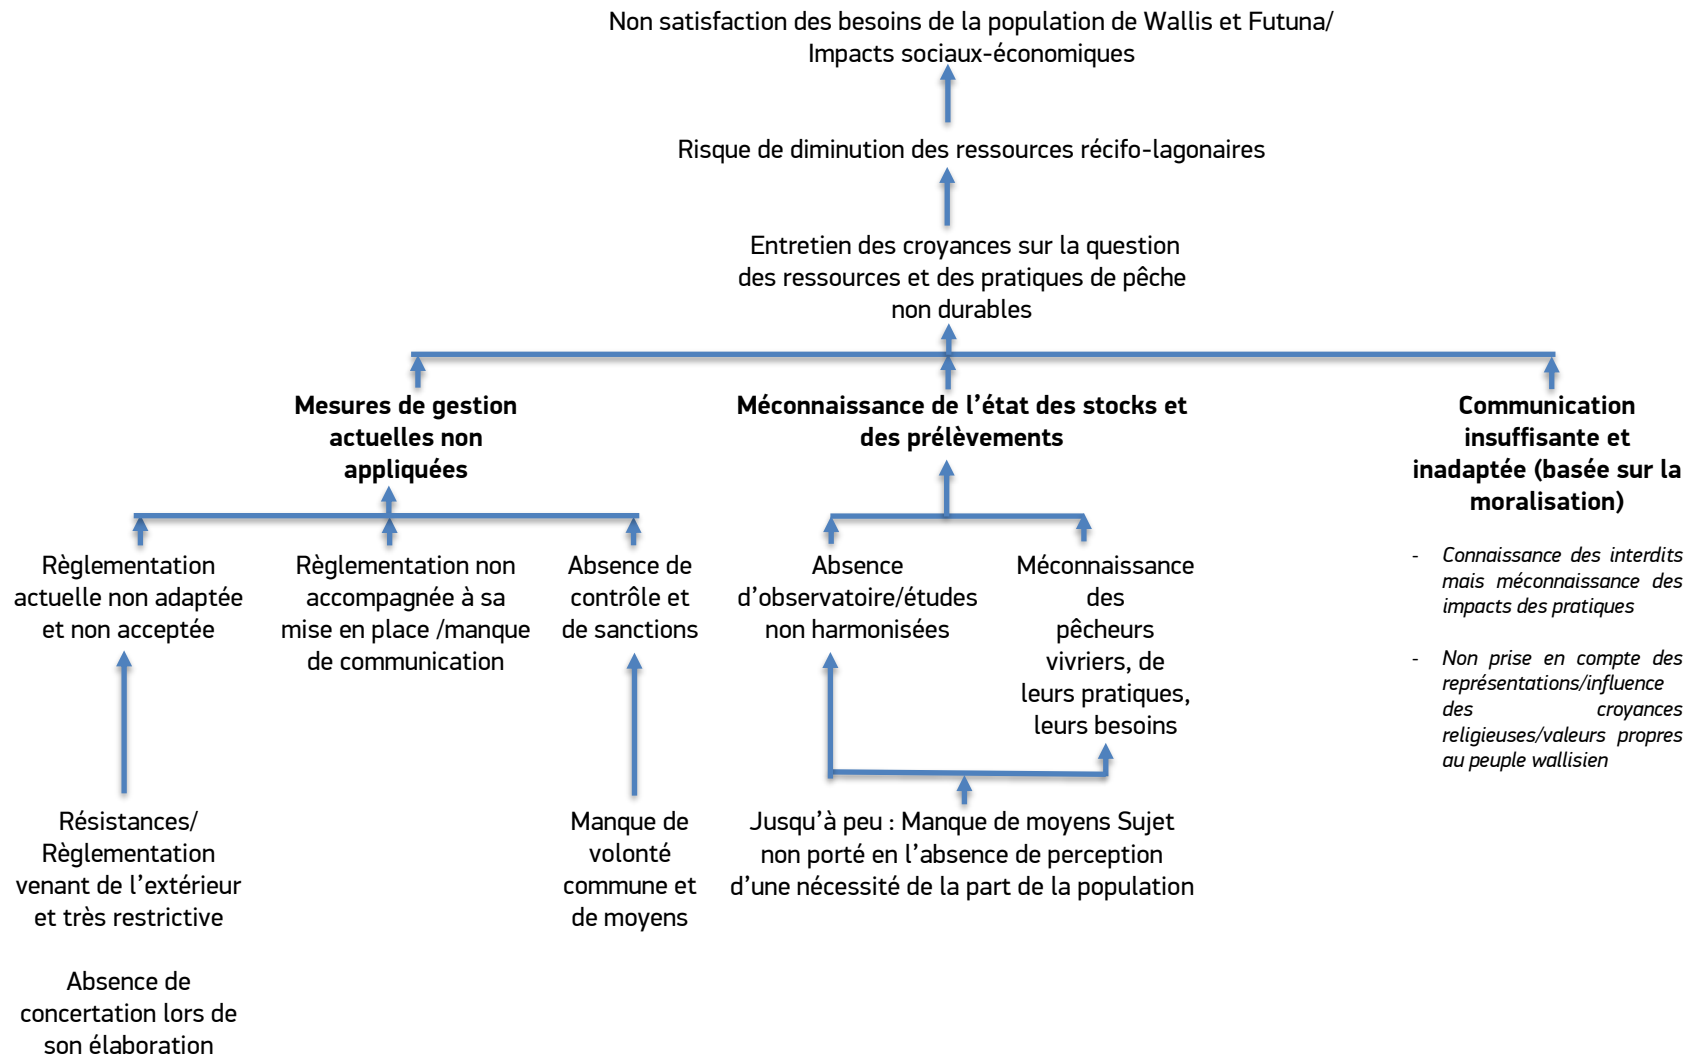 Non satisfaction des besoins de la population de Wallis et Futuna/
Impacts sociaux-économiques
Risque de diminution des ressources récifo-lagonaires
Entretien des croyances sur la question
des ressources et des pratiques de pêche
non durables
Mesures de gestion
actuelles non
appliquées
Méconnaissance de l'état des stocks et
des prélèvements
Communication
insuffisante et
inadaptée (basée sur la
moralisation)
Règlementation
actuelle non adaptée
et non acceptée
Règlementation non
accompagnée à sa
mise en place /manque
de communication
Absence de
contrôle et
de sanctions
Absence
d'observatoire/études
non harmonisées
Méconnaissance
des
pêcheurs
vivriers, de
leurs pratiques,
leurs besoins
- Connaissance des interdits
mais méconnaissance des
impacts des pratiques
- Non prise en compte des
représentations/influence
des croyances
religieuses/valeurs propres
au peuple wallisien
Résistances/
Règlementation
venant de l'extérieur
et très restrictive
Absence de
concertation lors de
son élaboration
Manque de
volonté
commune et
de moyens
Jusqu'à peu : Manque de moyens Sujet
non porté en l'absence de perception
d'une nécessité de la part de la population